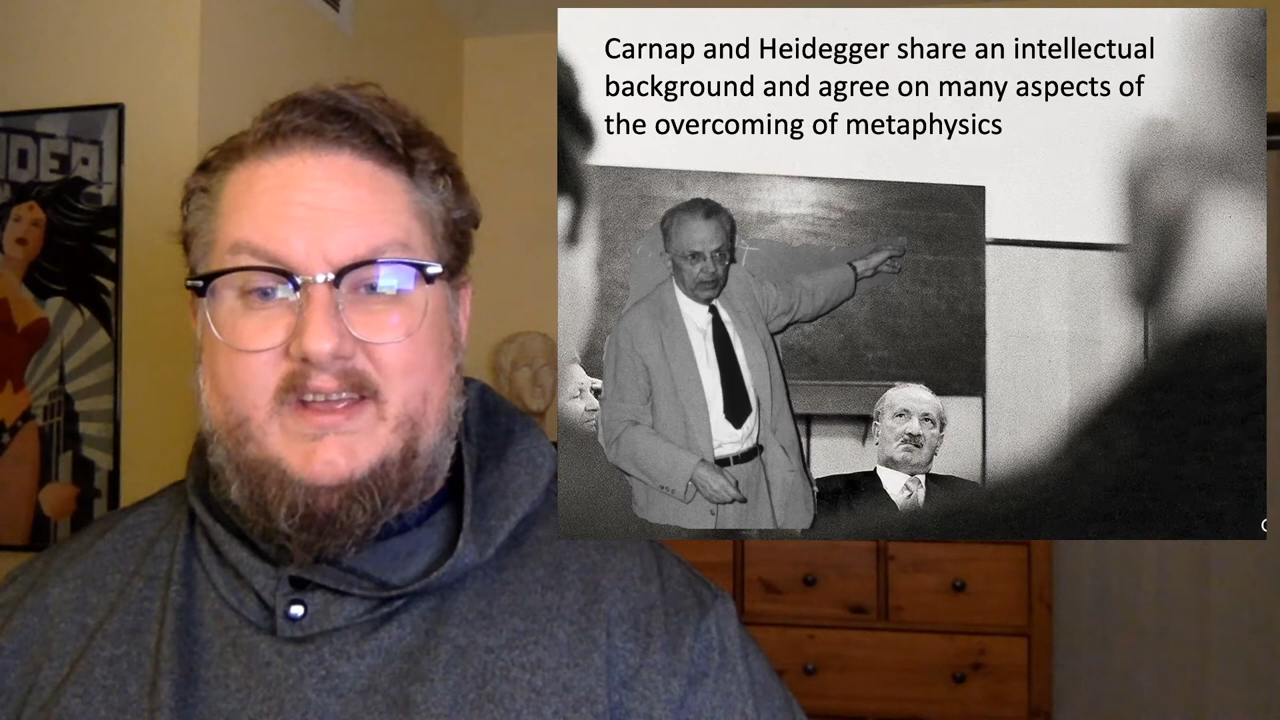 Carnap and Heidegger share an intellectual
background and agree on many aspects of
the overcoming of metaphysics